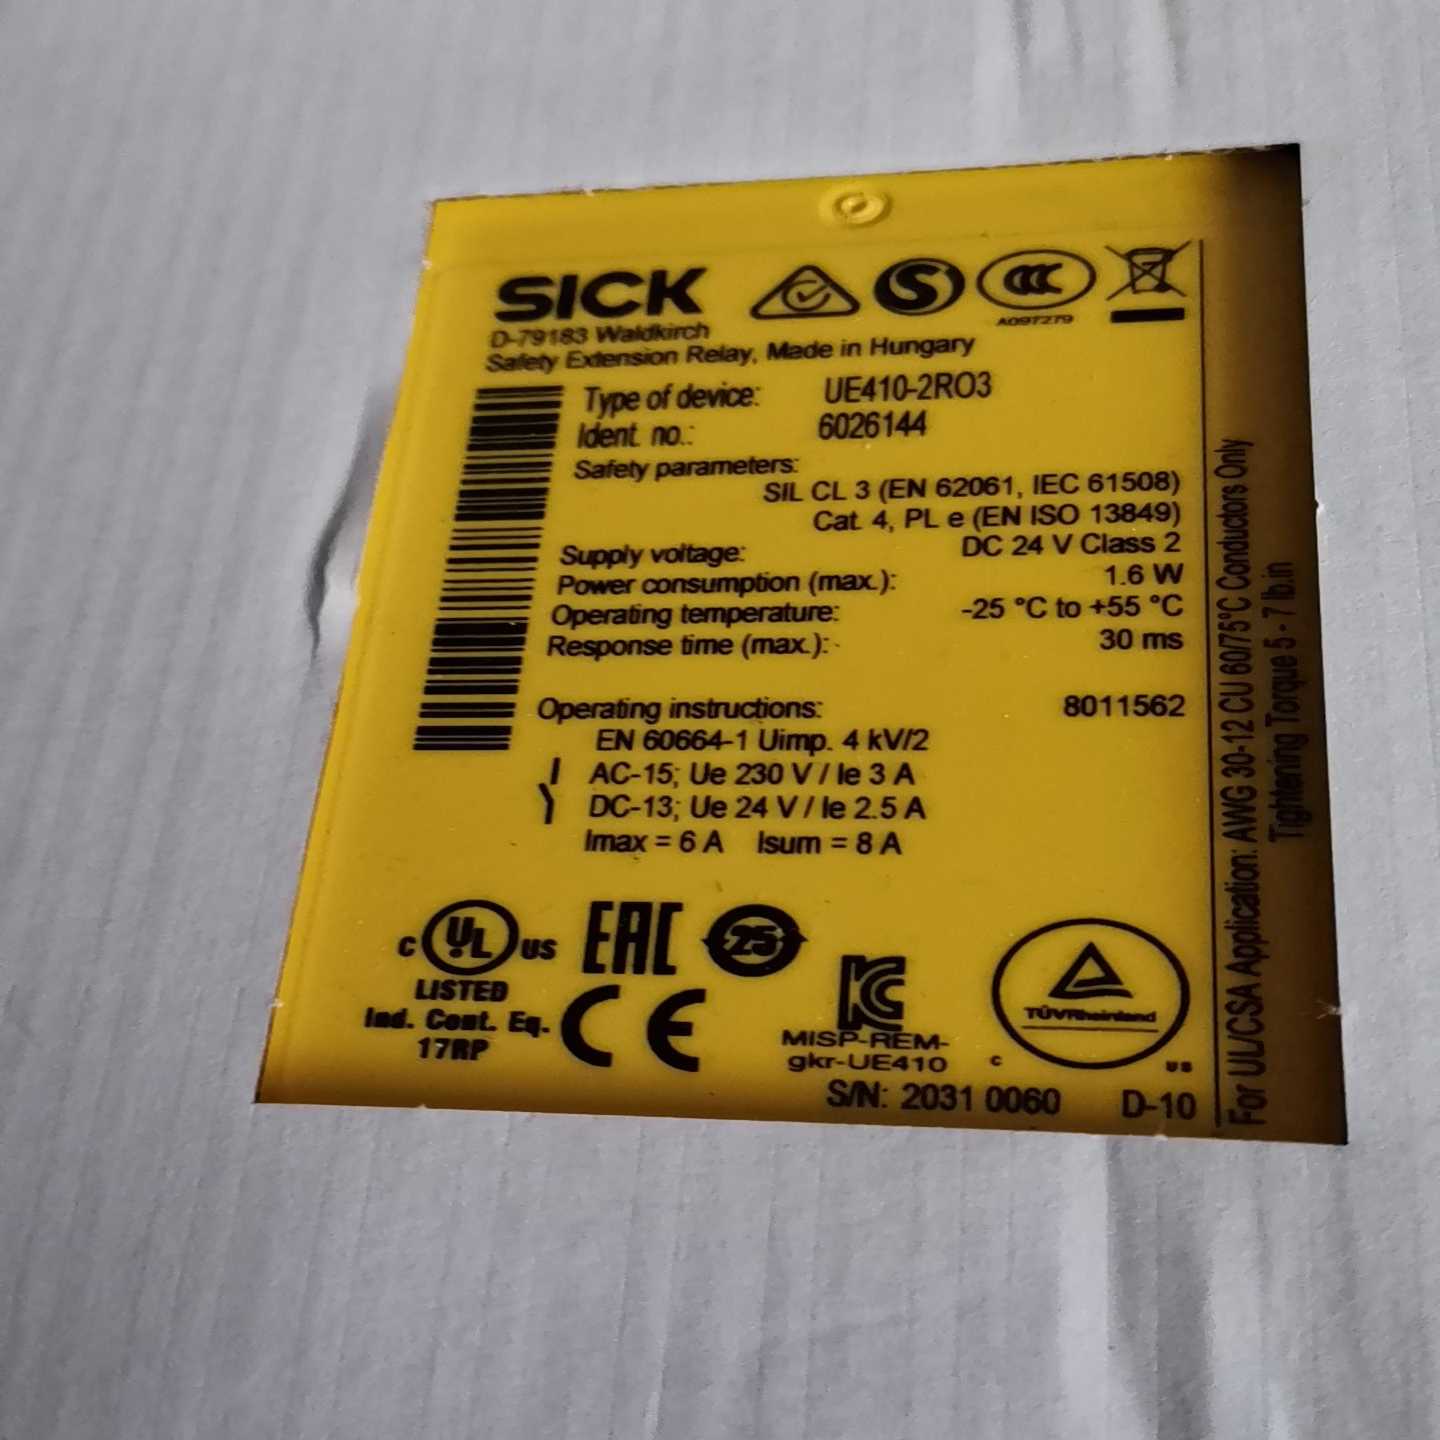 SICK
A097279
D-79183 Waldkirch
Safety Extension Relay, Made in Hungary
Type of device: UE410-2RO3
Ident. no.: 6026144
Safety parameters:
SIL CL 3 (EN 62061, IEC 61508)
Cat. 4, PL e (EN ISO 13849)
Supply voltage: DC 24 V Class 2
Power consumption (max.): 1.6 W
Operating temperature: -25 °C to +55 °C
Response time (max.): 30 ms
Operating instructions: 8011562
EN 60664-1 Uimp. 4 kV/2
AC-15; Ue 230 V / Ie 3 A
DC-13; Ue 24 V / Ie 2.5 A
Imax = 6 A Isum = 8 A
c UL us
LISTED
Ind. Cont. Eq.
17RP
EAC
25
CE
KC
MISP-REM-
gkr-UE410
TÜVRheinland
c us
S/N: 2031 0060 D-10
For UL/CSA Application: AWG 30-12 CU 60/75°C Conductors Only
Tightening Torque 5 - 7 lb.in